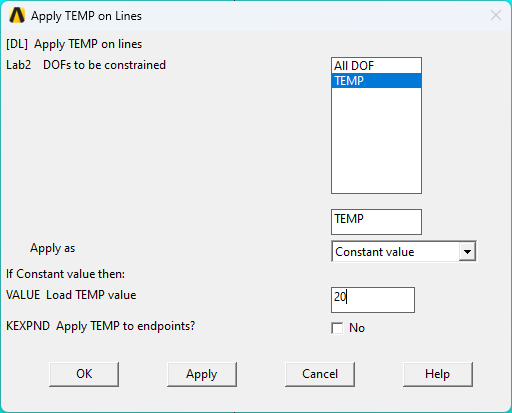 Apply TEMP on Lines
[DL] Apply TEMP on lines
Lab2 DOFs to be constrained
All DOF
TEMP
TEMP
Apply as
Constant value
If Constant value then:
VALUE Load TEMP value
20
KEXPND Apply TEMP to endpoints?
No
OK Apply Cancel Help